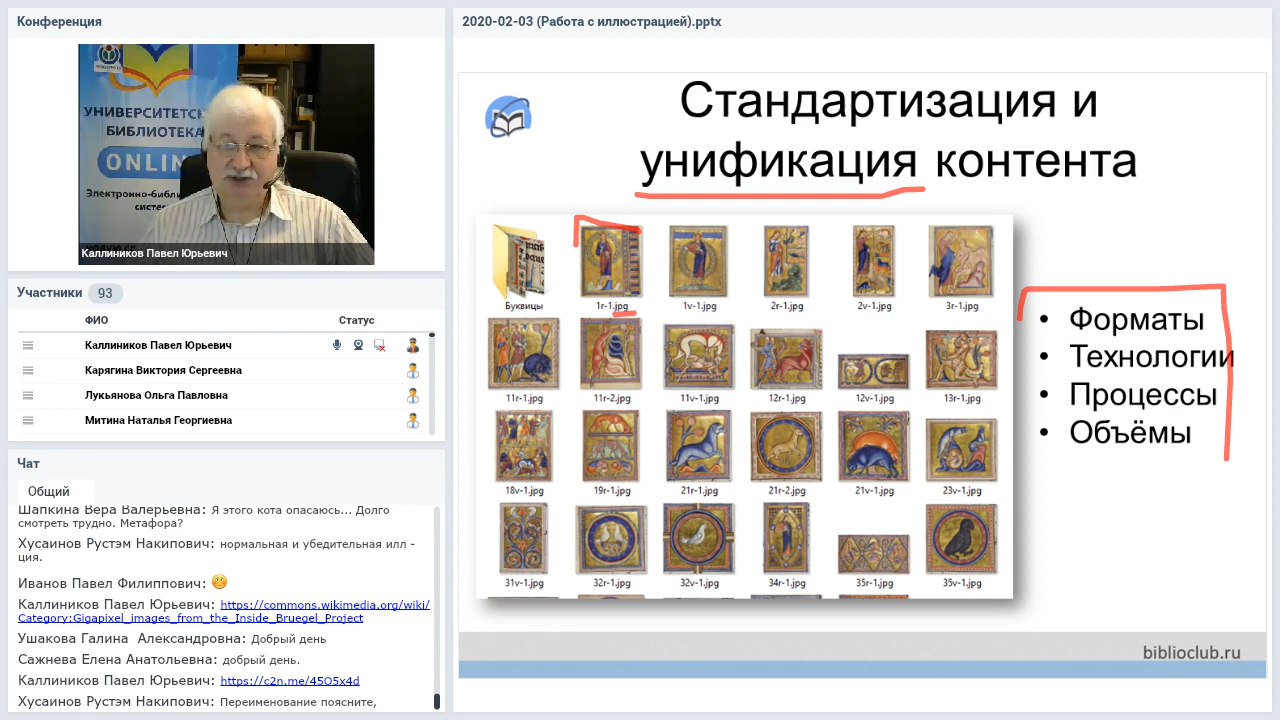 Конференция
УНИВЕРСИТЕТСК
БИБЛИОТЕКА
ONLIN
Электронно-библи
систем
Каллиников Павел Юрьевич
Участники 93
ФИО Статус
Каллиников Павел Юрьевич
Карягина Виктория Сергеевна
Лукьянова Ольга Павловна
Митина Наталья Георгиевна
Чат
Общий
Шапкина Вера Валерьевна: Я этого кота опасаюсь... Долго
смотреть трудно. Метафора?
Хусаинов Рустэм Накипович: нормальная и убедительная илл -
ция.
Иванов Павел Филиппович:
Каллиников Павел Юрьевич: https://commons.wikimedia.org/wiki/
Category:Gigapixel_images_from_the_Inside_Bruegel_Project
Ушакова Галина Александровна: Добрый день
Сажнева Елена Анатольевна: добрый день.
Каллиников Павел Юрьевич: https://c2n.me/45O5x4d
Хусаинов Рустэм Накипович: Переименование поясните,
2020-02-03 (Работа с иллюстрацией).pptx
Стандартизация и
унификация контента
Буквицы 1r-1.jpg 1v-1.jpg 2r-1.jpg 2v-1.jpg 3r-1.jpg
11r-1.jpg 11r-2.jpg 11v-1.jpg 12r-1.jpg 12v-1.jpg 13r-1.jpg
18v-1.jpg 19r-1.jpg 21r-1.jpg 21r-2.jpg 21v-1.jpg 23v-1.jpg
31v-1.jpg 32r-1.jpg 32v-1.jpg 34r-1.jpg 35r-1.jpg 35v-1.jpg
• Форматы
• Технологии
• Процессы
• Объёмы
biblioclub.ru